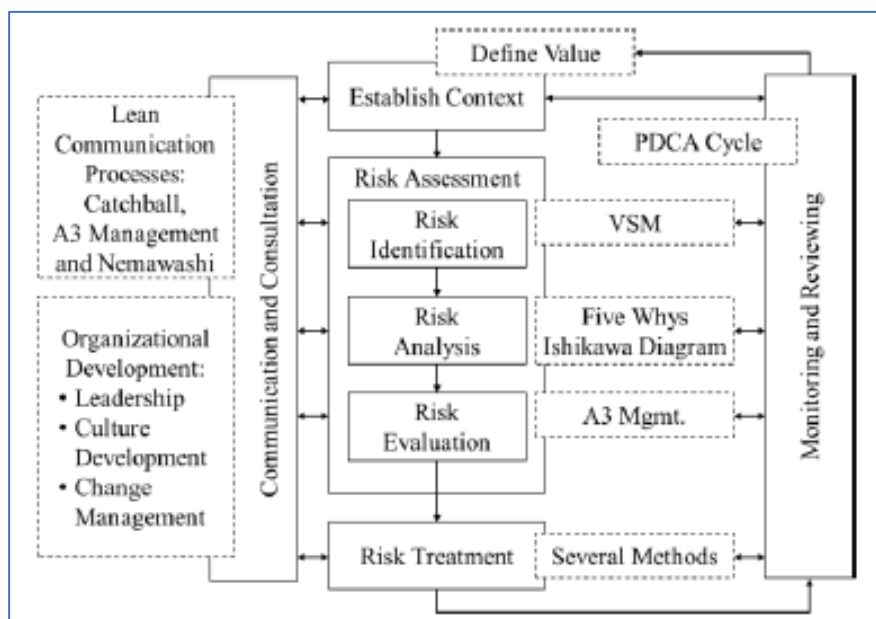 Define Value
Establish Context
Lean
Communication
Processes:
Catchball,
A3 Management
and Nemawashi
PDCA Cycle
Risk Assessment
Risk
Identification
VSM
Communication and Consultation
Monitoring and Reviewing
Risk
Analysis
Five Whys
Ishikawa Diagram
Organizational
Development:
• Leadership
• Culture
Development
• Change
Management
Risk
Evaluation
A3 Mgmt.
Risk Treatment
Several Methods